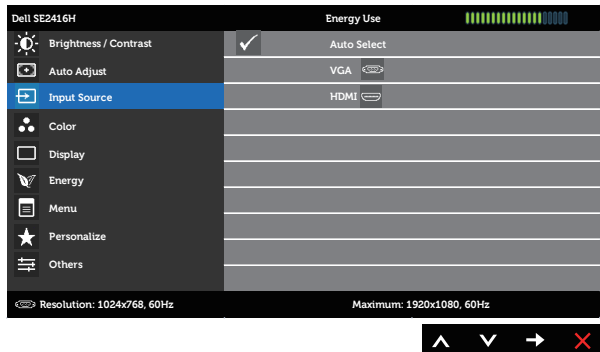 Dell SE2416H Energy Use
Brightness / Contrast Auto Select
Auto Adjust VGA
Input Source HDMI
Color
Display
Energy
Menu
Personalize
Others
Resolution: 1024x768, 60Hz Maximum: 1920x1080, 60Hz